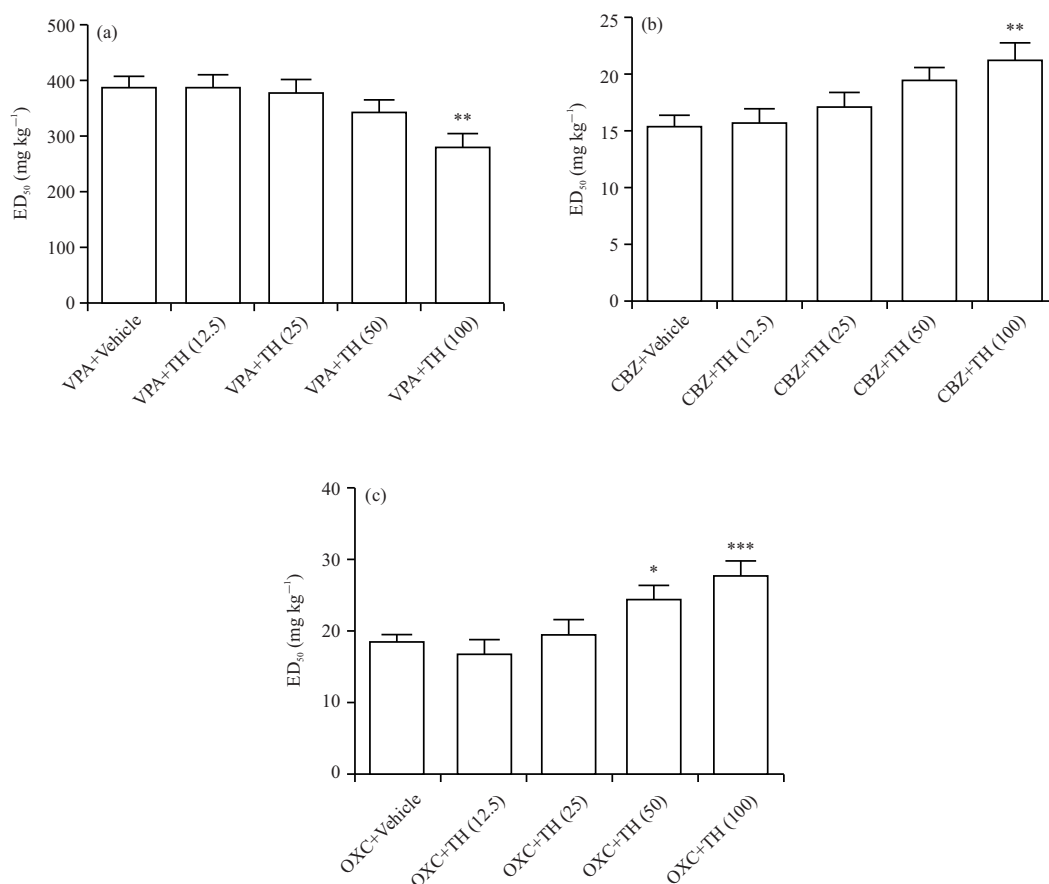 (a)
500
400
300
200
100
0
ED₅₀ (mg kg⁻¹)
**
VPA+Vehicle
VPA+TH (12.5)
VPA+TH (25)
VPA+TH (50)
VPA+TH (100)
(b)
25
20
15
10
5
0
ED₅₀ (mg kg⁻¹)
**
CBZ+Vehicle
CBZ+TH (12.5)
CBZ+TH (25)
CBZ+TH (50)
CBZ+TH (100)
(c)
40
30
20
10
0
ED₅₀ (mg kg⁻¹)
*
***
OXC+Vehicle
OXC+TH (12.5)
OXC+TH (25)
OXC+TH (50)
OXC+TH (100)